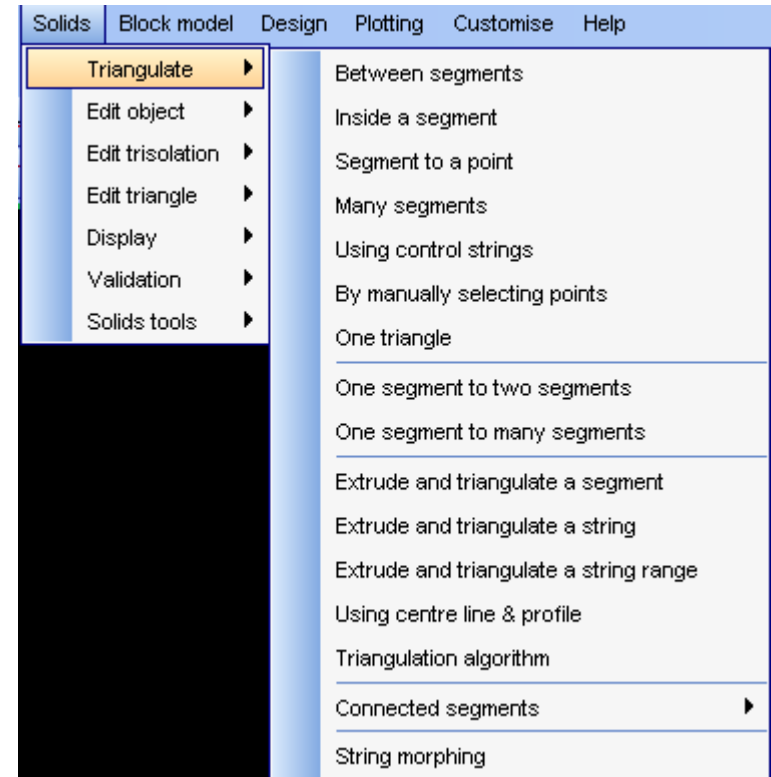 Solids Block model Design Plotting Customise Help
Triangulate
Edit object
Edit trisolation
Edit triangle
Display
Validation
Solids tools
Between segments
Inside a segment
Segment to a point
Many segments
Using control strings
By manually selecting points
One triangle
One segment to two segments
One segment to many segments
Extrude and triangulate a segment
Extrude and triangulate a string
Extrude and triangulate a string range
Using centre line & profile
Triangulation algorithm
Connected segments
String morphing